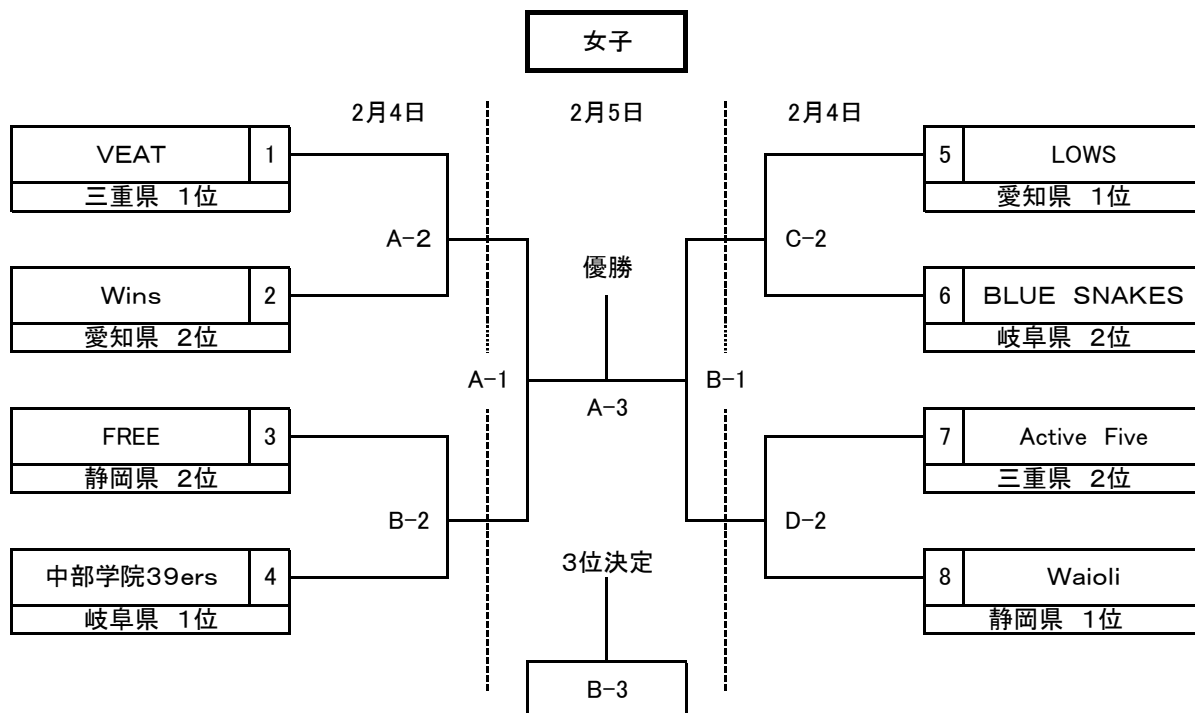 女子
2月4日 2月5日 2月4日
VEAT 1
三重県 1位
5 LOWS
愛知県 1位
A-2
C-2
優勝
Wins 2
愛知県 2位
6 BLUE SNAKES
岐阜県 2位
A-1
B-1
A-3
FREE 3
静岡県 2位
7 Active Five
三重県 2位
B-2
D-2
3位決定
中部学院39ers 4
岐阜県 1位
8 Waioli
静岡県 1位
B-3